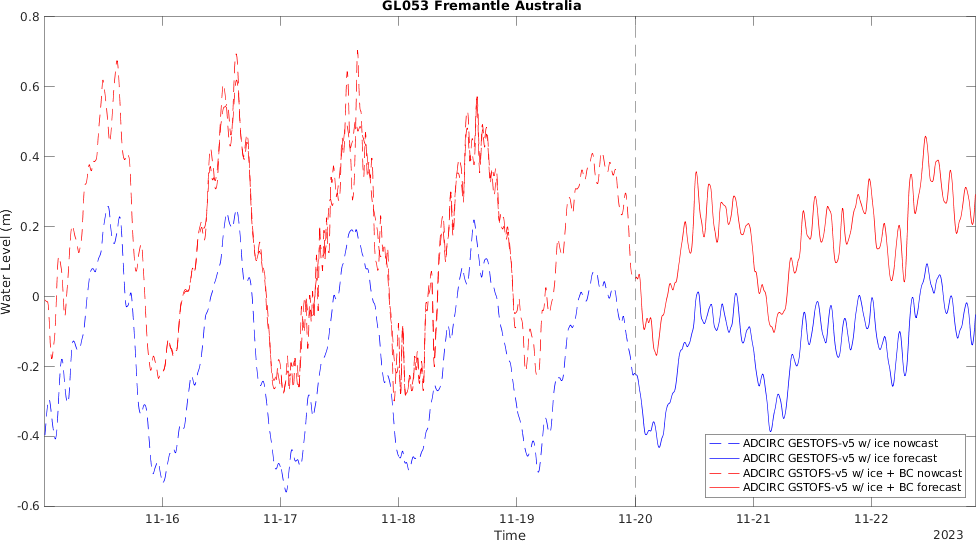 GL053 Fremantle Australia
0.8
0.6
0.4
0.2
0
-0.2
-0.4
-0.6
Water Level (m)
ADCIRC GESTOFS-v5 w/ ice nowcast
ADCIRC GESTOFS-v5 w/ ice forecast
ADCIRC GSTOFS-v5 w/ ice + BC nowcast
ADCIRC GSTOFS-v5 w/ ice + BC forecast
11-16 11-17 11-18 11-19 11-20 11-21 11-22
Time
2023